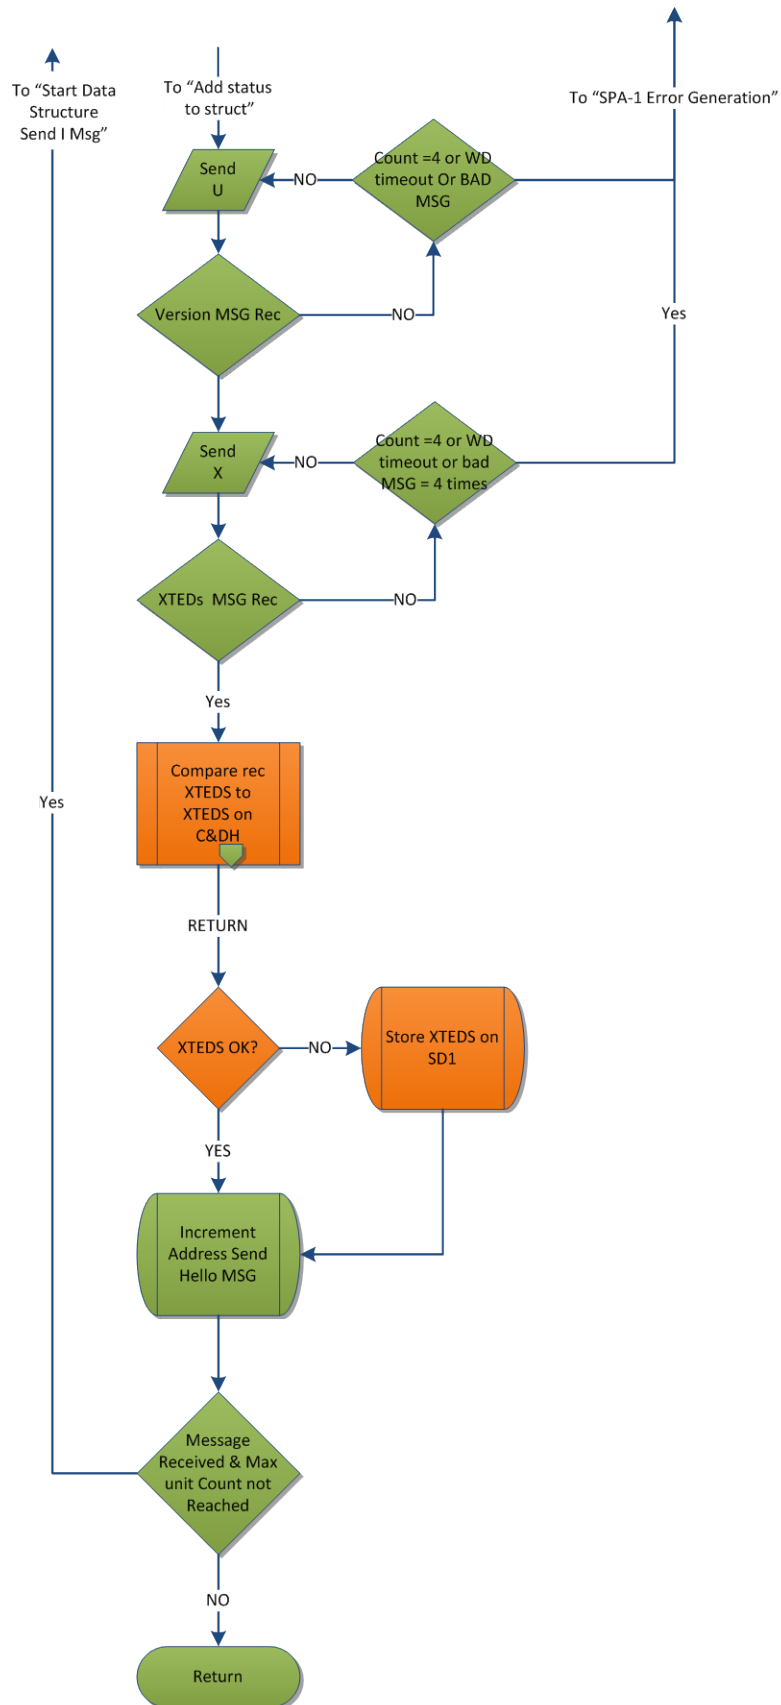 To “Start Data
Structure
Send I Msg”
To “Add status
to struct”
To “SPA-1 Error Generation”
Send
U
NO
Count =4 or WD
timeout Or BAD
MSG
Version MSG Rec
NO
Yes
Send
X
NO
Count =4 or WD
timeout or bad
MSG = 4 times
XTEDs  MSG Rec
NO
Yes
Compare rec
XTEDS to
XTEDS on
C&DH
Yes
RETURN
XTEDS OK?
NO
Store XTEDS on
SD1
YES
Increment
Address Send
Hello MSG
Message
Received & Max
unit Count not
Reached
NO
Return